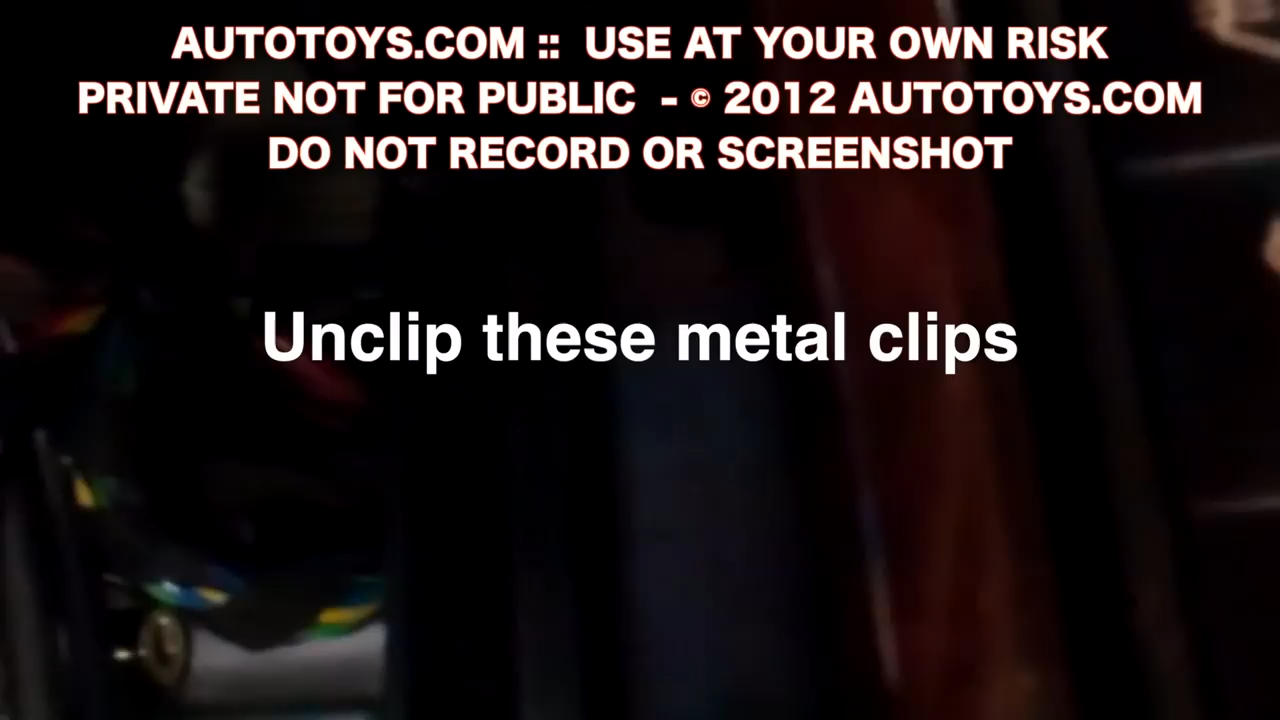 AUTOTOYS.COM :: USE AT YOUR OWN RISK
PRIVATE NOT FOR PUBLIC - © 2012 AUTOTOYS.COM
DO NOT RECORD OR SCREENSHOT
Unclip these metal clips